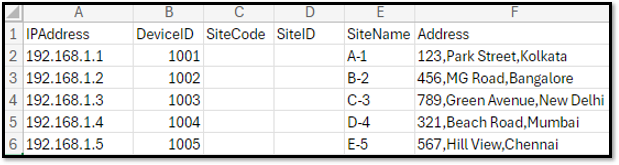 A B C D E F
1 IPAddress DeviceID SiteCode SiteID SiteName Address
2 192.168.1.1 1001 A-1 123,Park Street,Kolkata
3 192.168.1.2 1002 B-2 456,MG Road,Bangalore
4 192.168.1.3 1003 C-3 789,Green Avenue,New Delhi
5 192.168.1.4 1004 D-4 321,Beach Road,Mumbai
6 192.168.1.5 1005 E-5 567,Hill View,Chennai